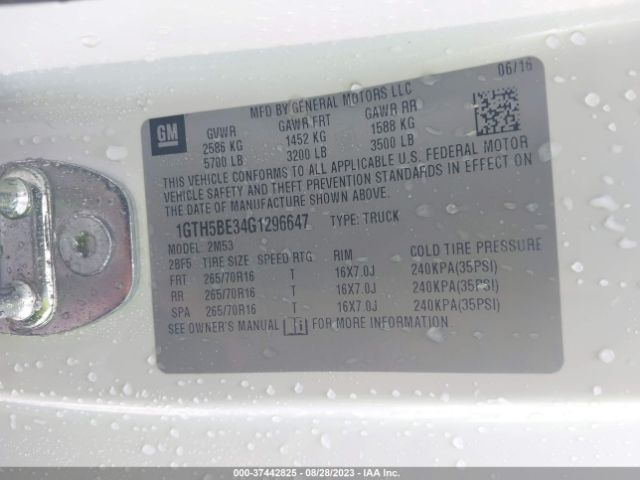 06/16
MFD BY GENERAL MOTORS LLC
GM
GVWR GAWR FRT GAWR RR
2585 KG 1452 KG 1588 KG
5700 LB 3200 LB 3500 LB
THIS VEHICLE CONFORMS TO ALL APPLICABLE U.S. FEDERAL MOTOR
VEHICLE SAFETY AND THEFT PREVENTION STANDARDS IN EFFECT ON
THE DATE OF MANUFACTURE SHOWN ABOVE.
1GTH5BE34G1296647 TYPE: TRUCK
MODEL: 2M53
2BF5 TIRE SIZE SPEED RTG RIM COLD TIRE PRESSURE
FRT 265/70R16 T 16X7.0J 240KPA(35PSI)
RR 265/70R16 T 16X7.0J 240KPA(35PSI)
SPA 265/70R16 T 16X7.0J 240KPA(35PSI)
SEE OWNER'S MANUAL i FOR MORE INFORMATION.
000-37442825 - 08/28/2023 - IAA Inc.